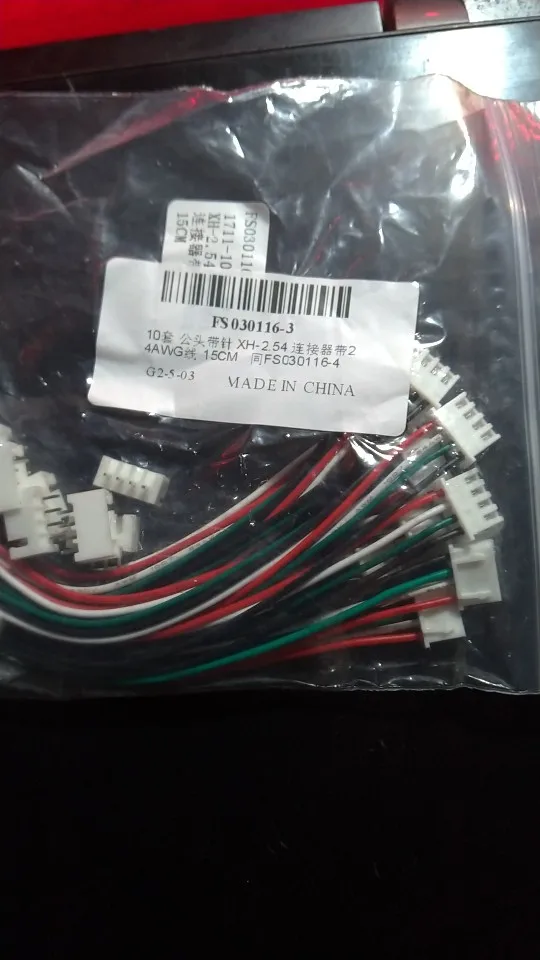 FS03011
1711-10
XH-2.54
连接器
15CM
FS030116-3
10套 公头带针 XH-2.54 连接器带2
4AWG线 15CM 同FS030116-4
G2-5-03 MADE IN CHINA